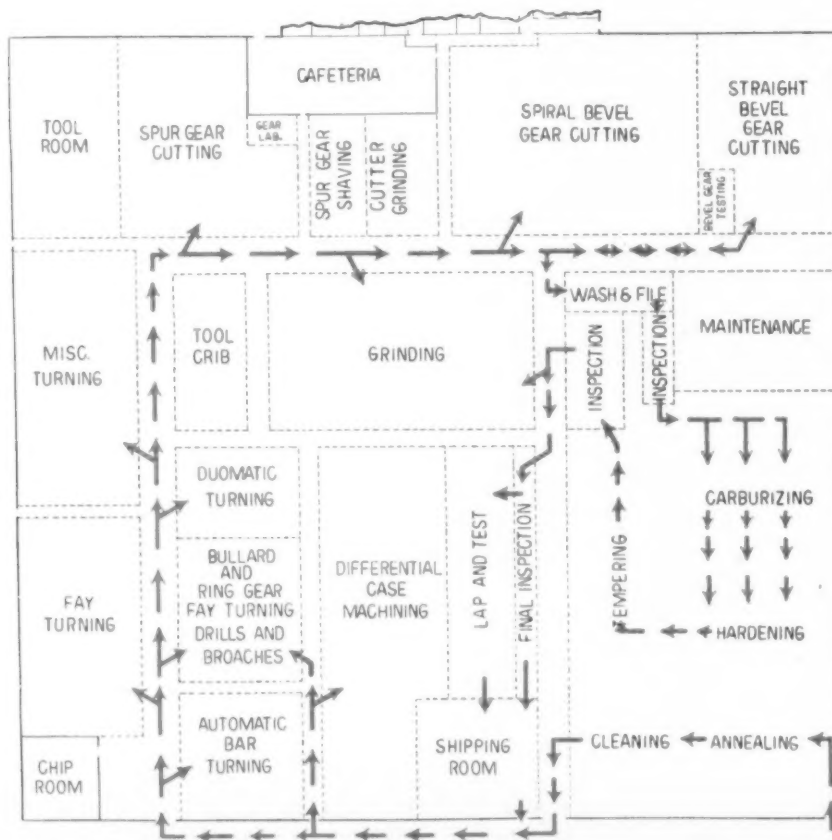 CAFETERIA
TOOL
ROOM
SPUR GEAR
CUTTING
GEAR
LAB.
SPUR GEAR
SHAVING
CUTTER
GRINDING
SPIRAL BEVEL
GEAR CUTTING
STRAIGHT
BEVEL
GEAR
CUTTING
BEVEL GEAR
TESTING
MISC.
TURNING
TOOL
CRIB
GRINDING
WASH & FILE
INSPECTION
INSPECTION
MAINTENANCE
DUOMATIC
TURNING
BULLARD
AND
RING GEAR
FAY TURNING
DRILLS AND
BROACHES
FAY
TURNING
DIFFERENTIAL
CASE
MACHINING
LAP AND TEST
FINAL INSPECTION
TEMPERING
CARBURIZING
HARDENING
AUTOMATIC
BAR
TURNING
CHIP
ROOM
SHIPPING
ROOM
CLEANING
ANNEALING